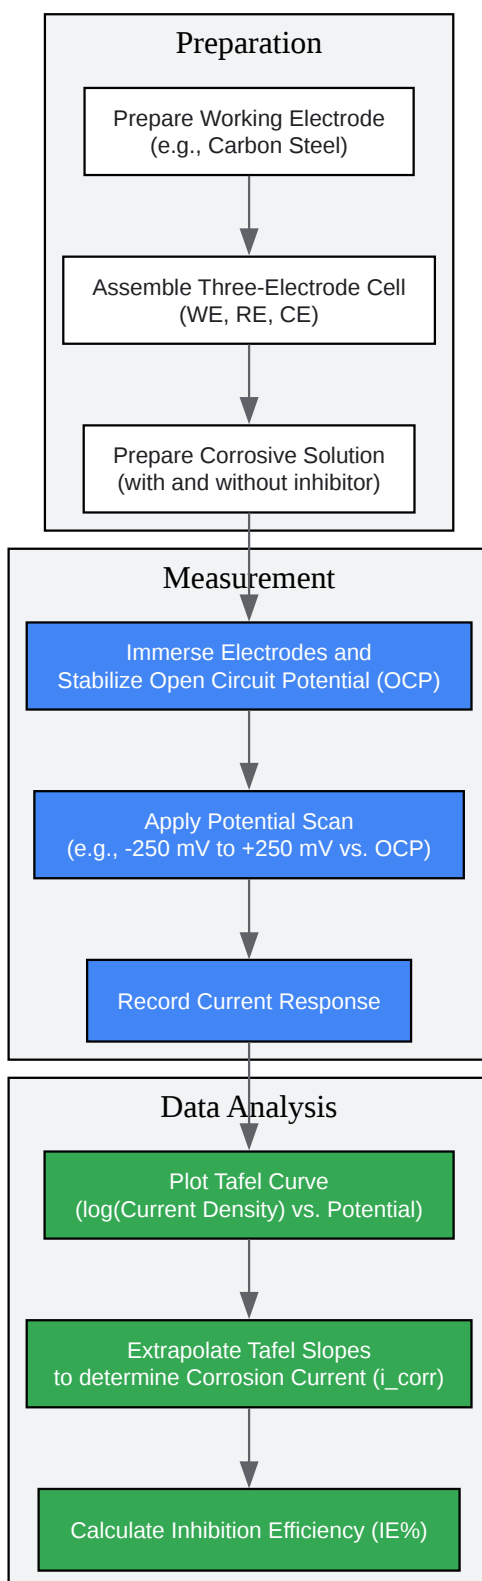 Preparation
Prepare Working Electrode
(e.g., Carbon Steel)
Assemble Three-Electrode Cell
(WE, RE, CE)
Prepare Corrosive Solution
(with and without inhibitor)
Measurement
Immerse Electrodes and
Stabilize Open Circuit Potential (OCP)
Apply Potential Scan
(e.g., -250 mV to +250 mV vs. OCP)
Record Current Response
Data Analysis
Plot Tafel Curve
(log(Current Density) vs. Potential)
Extrapolate Tafel Slopes
to determine Corrosion Current (i_corr)
Calculate Inhibition Efficiency (IE%)